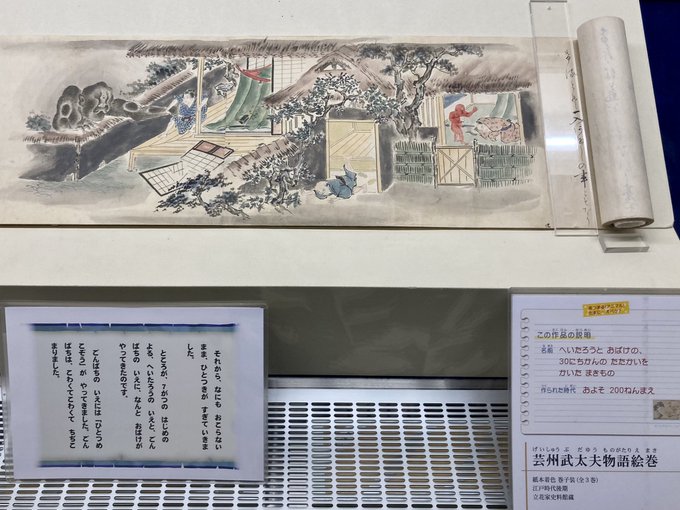 それから、なにも おこらない
まま、ひとつきが すぎていきま
した。
ところが、7がつの はじめの
よる、へいたろうの いえと、ごん
ぱちの いえに、なんと おばけが
やってきたのです。
ごんぱちの いえには「ひとつめ
こぞう」が やってきました。ごん
ぱちは、こわくてこわくて ちぢこ
まりました。
この作品の説明
名前 へいたろうと おばけの、
30にちかんの たたかいを
かいた まきもの
作られた時代 およそ 200ねんまえ
げいしゅう ぶ だゆう ものがたり え まき
芸州武太夫物語絵巻
紙本着色 巻子装(全3巻)
江戸時代後期
立花家史料館蔵